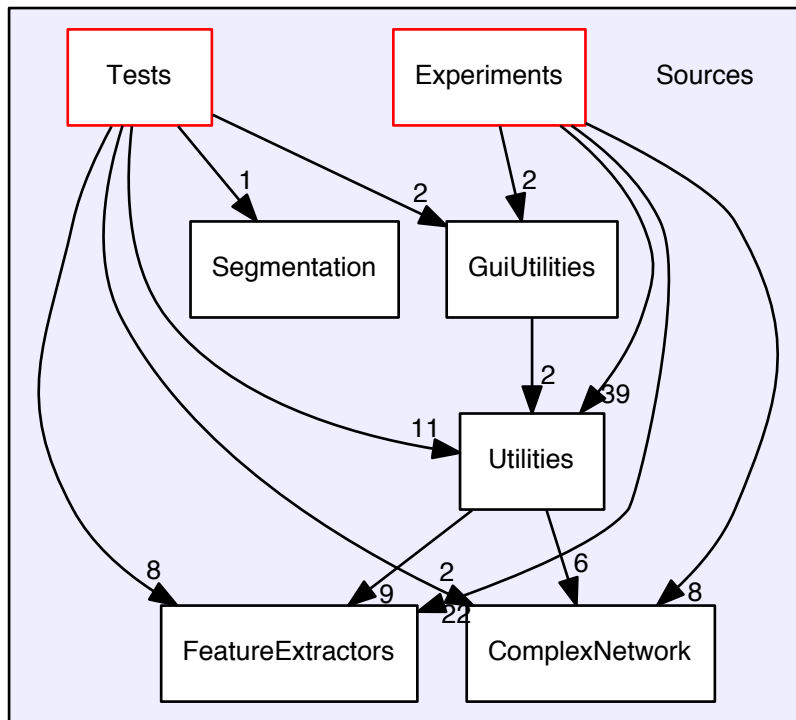 Tests
Experiments
Sources
1
2
2
Segmentation
GuiUtilities
2
39
11
Utilities
8
2
9
22
6
8
FeatureExtractors
ComplexNetwork